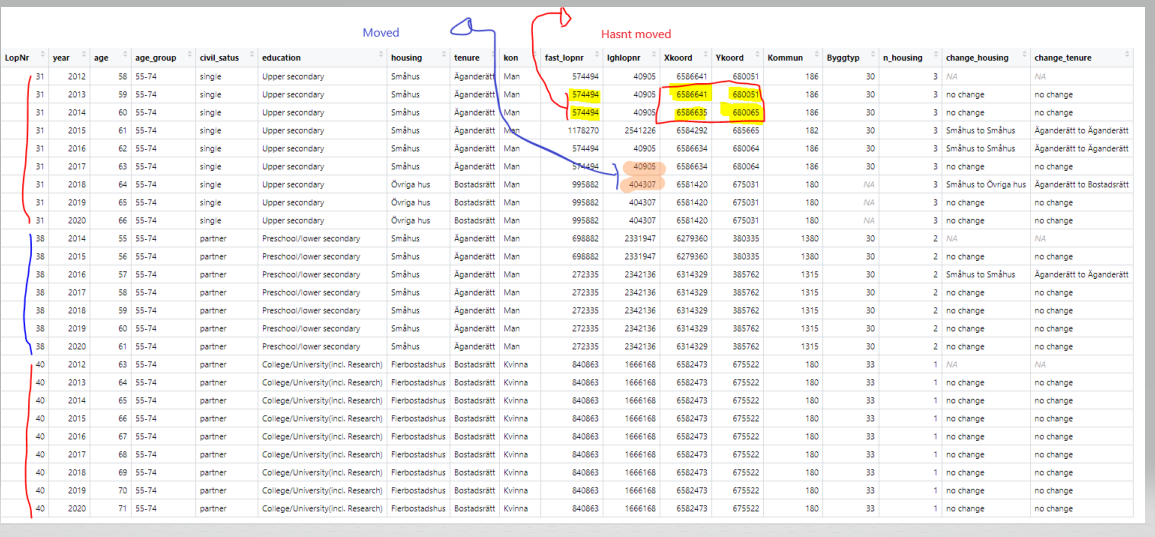 Moved Hasnt moved
LopNr year age age_group civil_satus education housing tenure kon fast_lopnr lghlopnr Xkoord Ykoord Kommun Byggtyp n_housing change_housing change_tenure
31 2012 58 55-74 single Upper secondary Småhus Äganderätt Man 574494 40905 6586641 680051 186 30 3 NA NA
31 2013 59 55-74 single Upper secondary Småhus Äganderätt Man 574494 40905 6586641 680051 186 30 3 no change no change
31 2014 60 55-74 single Upper secondary Småhus Äganderätt Man 574494 40905 6586635 680065 186 30 3 no change no change
31 2015 61 55-74 single Upper secondary Småhus Äganderätt Man 1178270 2541226 6584292 685665 182 30 3 Småhus to Småhus Äganderätt to Äganderätt
31 2016 62 55-74 single Upper secondary Småhus Äganderätt Man 574494 40905 6586634 680064 186 30 3 Småhus to Småhus Äganderätt to Äganderätt
31 2017 63 55-74 single Upper secondary Småhus Äganderätt Man 574494 40905 6586634 680064 186 30 3 no change no change
31 2018 64 55-74 single Upper secondary Övriga hus Bostadsrätt Man 995882 404307 6581420 675031 180 NA 3 Småhus to Övriga hus Äganderätt to Bostadsrätt
31 2019 65 55-74 single Upper secondary Övriga hus Bostadsrätt Man 995882 404307 6581420 675031 180 NA 3 no change no change
31 2020 66 55-74 single Upper secondary Övriga hus Bostadsrätt Man 995882 404307 6581420 675031 180 NA 3 no change no change
38 2014 55 55-74 partner Preschool/lower secondary Småhus Äganderätt Man 698882 2331947 6279360 380335 1380 30 2 NA NA
38 2015 56 55-74 partner Preschool/lower secondary Småhus Äganderätt Man 698882 2331947 6279360 380335 1380 30 2 no change no change
38 2016 57 55-74 partner Preschool/lower secondary Småhus Äganderätt Man 272335 2342136 6314329 385762 1315 30 2 Småhus to Småhus Äganderätt to Äganderätt
38 2017 58 55-74 partner Preschool/lower secondary Småhus Äganderätt Man 272335 2342136 6314329 385762 1315 30 2 no change no change
38 2018 59 55-74 partner Preschool/lower secondary Småhus Äganderätt Man 272335 2342136 6314329 385762 1315 30 2 no change no change
38 2019 60 55-74 partner Preschool/lower secondary Småhus Äganderätt Man 272335 2342136 6314329 385762 1315 30 2 no change no change
38 2020 61 55-74 partner Preschool/lower secondary Småhus Äganderätt Man 272335 2342136 6314329 385762 1315 30 2 no change no change
40 2012 63 55-74 partner College/University(incl. Research) Flerbostadshus Bostadsrätt Kvinna 840863 1666168 6582473 675522 180 33 1 NA NA
40 2013 64 55-74 partner College/University(incl. Research) Flerbostadshus Bostadsrätt Kvinna 840863 1666168 6582473 675522 180 33 1 no change no change
40 2014 65 55-74 partner College/University(incl. Research) Flerbostadshus Bostadsrätt Kvinna 840863 1666168 6582473 675522 180 33 1 no change no change
40 2015 66 55-74 partner College/University(incl. Research) Flerbostadshus Bostadsrätt Kvinna 840863 1666168 6582473 675522 180 33 1 no change no change
40 2016 67 55-74 partner College/University(incl. Research) Flerbostadshus Bostadsrätt Kvinna 840863 1666168 6582473 675522 180 33 1 no change no change
40 2017 68 55-74 partner College/University(incl. Research) Flerbostadshus Bostadsrätt Kvinna 840863 1666168 6582473 675522 180 33 1 no change no change
40 2018 69 55-74 partner College/University(incl. Research) Flerbostadshus Bostadsrätt Kvinna 840863 1666168 6582473 675522 180 33 1 no change no change
40 2019 70 55-74 partner College/University(incl. Research) Flerbostadshus Bostadsrätt Kvinna 840863 1666168 6582473 675522 180 33 1 no change no change
40 2020 71 55-74 partner College/University(incl. Research) Flerbostadshus Bostadsrätt Kvinna 840863 1666168 6582473 675522 180 33 1 no change no change